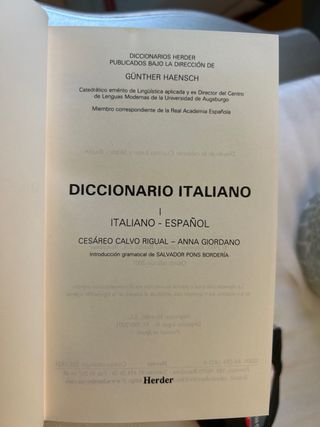 DICCIONARIOS HERDER
PUBLICADOS BAJO LA DIRECCIÓN DE
GÜNTHER HAENSCH
Catedrático emérito de Lingüística aplicada y ex Director del Centro
de Lenguas Modernas de la Universidad de Augsburgo
Miembro correspondiente de la Real Academia Española
DICCIONARIO ITALIANO
I
ITALIANO - ESPAÑOL
CESÁREO CALVO RIGUAL – ANNA GIORDANO
Introducción gramatical de SALVADOR PONS BORDERÍA
Herder